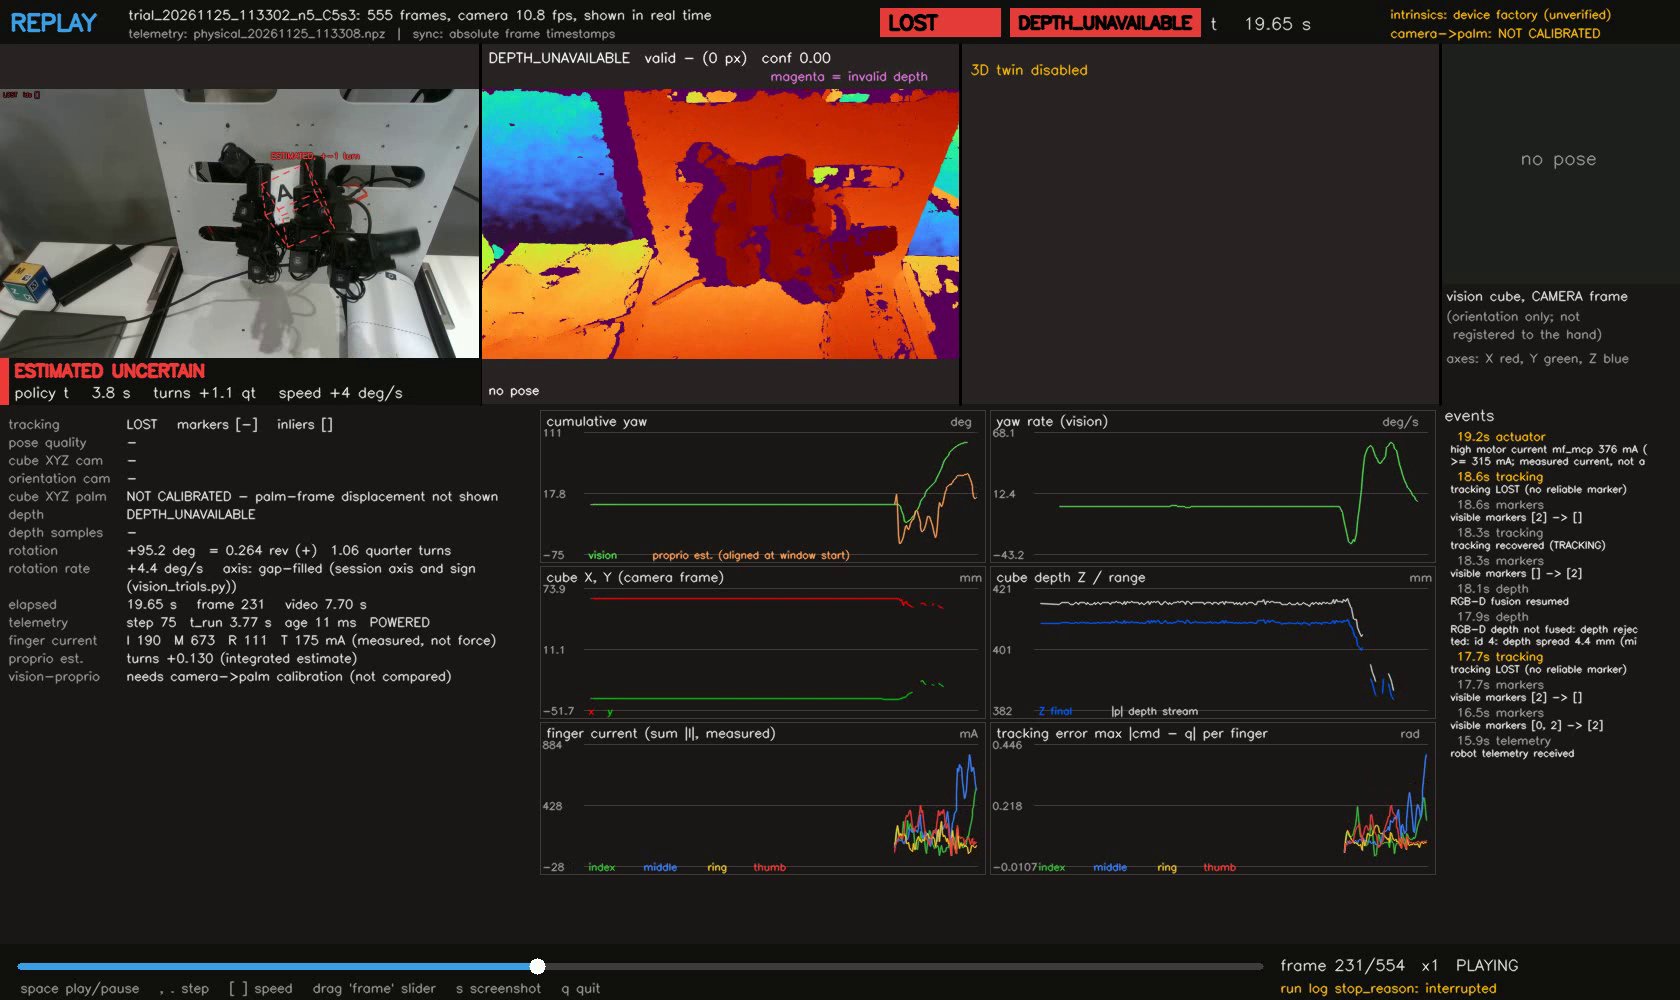 REPLAY
trial_20261125_113302_n5_C5s3: 555 frames, camera 10.8 fps, shown in real time
telemetry: physical_20261125_113308.npz | sync: absolute frame timestamps
LOST
DEPTH_UNAVAILABLE
t 19.65 s
intrinsics: device factory (unverified)
camera->palm: NOT CALIBRATED
DEPTH_UNAVAILABLE valid – (0 px) conf 0.00
magenta = invalid depth
3D twin disabled
no pose
ESTIMATED +-1 turn
A
ESTIMATED UNCERTAIN
policy t 3.8 s turns +1.1 qt speed +4 deg/s
no pose
vision cube, CAMERA frame
(orientation only; not
registered to the hand)
axes: X red, Y green, Z blue
tracking LOST markers [–] inliers []
pose quality –
cube XYZ cam –
orientation cam –
cube XYZ palm NOT CALIBRATED – palm-frame displacement not shown
depth DEPTH_UNAVAILABLE
depth samples –
rotation +95.2 deg = 0.264 rev (+) 1.06 quarter turns
rotation rate +4.4 deg/s axis: gap-filled (session axis and sign
(vision_trials.py))
elapsed 19.65 s frame 231 video 7.70 s
telemetry step 75 t_run 3.77 s age 11 ms POWERED
finger current I 190 M 673 R 111 T 175 mA (measured, not force)
proprio est. turns +0.130 (integrated estimate)
vision-proprio needs camera->palm calibration (not compared)
cumulative yaw deg
111
17.8
-75
vision proprio est. (aligned at window start)
yaw rate (vision) deg/s
68.1
12.4
-43.2
cube X, Y (camera frame) mm
73.9
11.1
-51.7
x y
cube depth Z / range mm
421
401
382
Z final |p| depth stream
finger current (sum |I|, measured) mA
884
428
-28
index middle ring thumb
tracking error max |cmd – q| per finger rad
0.446
0.218
-0.0107
index middle ring thumb
events
19.2s actuator
high motor current mf_mcp 376 mA (
>= 315 mA; measured current, not a
18.6s tracking
tracking LOST (no reliable marker)
18.6s markers
visible markers [2] -> []
18.3s tracking
tracking recovered (TRACKING)
18.3s markers
visible markers [] -> [2]
18.1s depth
RGB-D fusion resumed
17.9s depth
RGB-D depth not fused: depth rejec
ted: id 4: depth spread 4.4 mm (mi
17.7s tracking
tracking LOST (no reliable marker)
17.7s markers
visible markers [2] -> []
16.5s markers
visible markers [0, 2] -> [2]
15.9s telemetry
robot telemetry received
frame 231/554 x1 PLAYING
space play/pause , . step [ ] speed drag 'frame' slider s screenshot q quit
run log stop_reason: interrupted